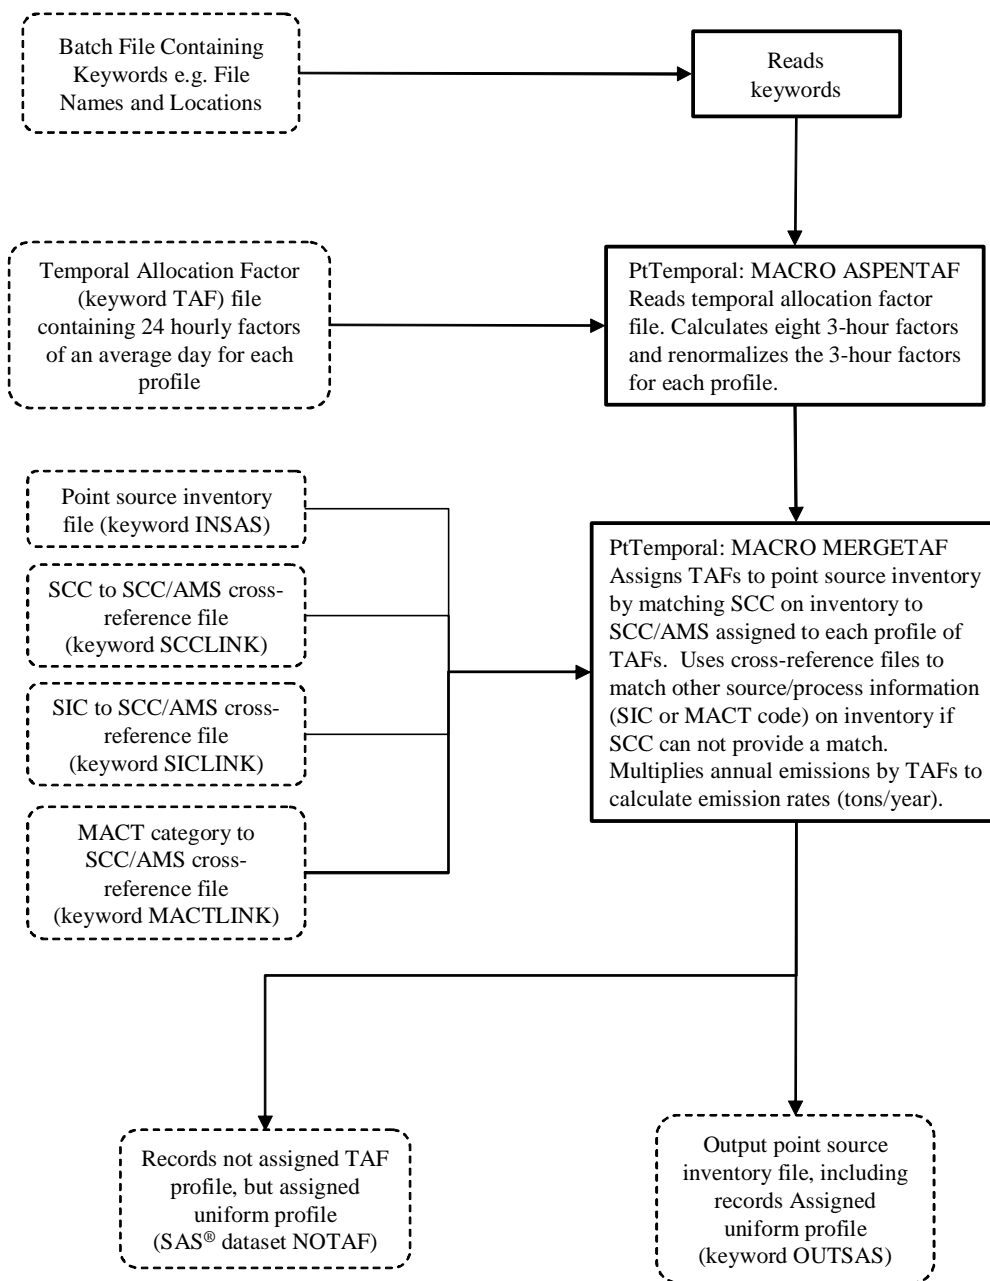 Batch File Containing
Keywords e.g. File
Names and Locations
Reads
keywords
Temporal Allocation Factor
(keyword TAF) file
containing 24 hourly factors
of an average day for each
profile
PtTemporal: MACRO ASPENTAF
Reads temporal allocation factor
file. Calculates eight 3-hour factors
and renormalizes the 3-hour factors
for each profile.
Point source inventory
file (keyword INSAS)
SCC to SCC/AMS cross-
reference file
(keyword SCCLINK)
SIC to SCC/AMS cross-
reference file
(keyword SICLINK)
MACT category to
SCC/AMS cross-
reference file
(keyword MACTLINK)
PtTemporal: MACRO MERGETAF
Assigns TAFs to point source inventory
by matching SCC on inventory to
SCC/AMS assigned to each profile of
TAFs.  Uses cross-reference files to
match other source/process information
(SIC or MACT code) on inventory if
SCC can not provide a match.
Multiplies annual emissions by TAFs to
calculate emission rates (tons/year).
Records not assigned TAF
profile, but assigned
uniform profile
(SAS® dataset NOTAF)
Output point source
inventory file, including
records Assigned
uniform profile
(keyword OUTSAS)